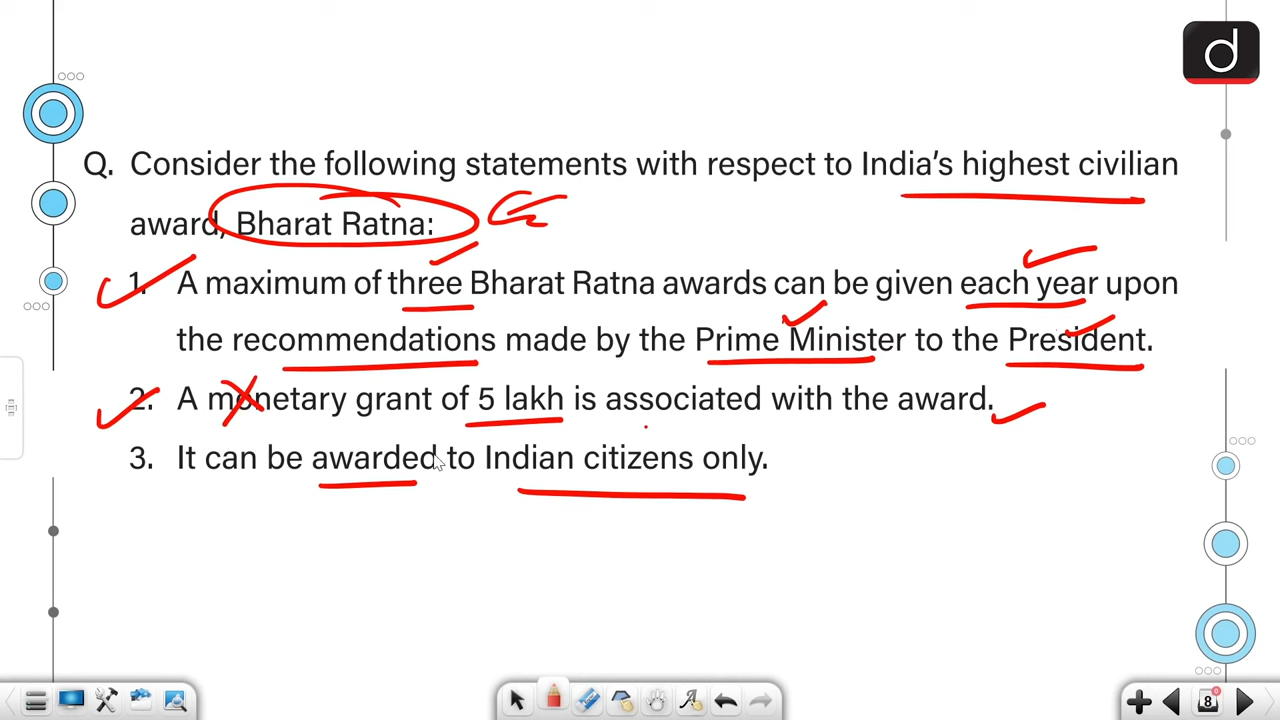 d
Q. Consider the following statements with respect to India's highest civilian
award, Bharat Ratna:
1. A maximum of three Bharat Ratna awards can be given each year upon
the recommendations made by the Prime Minister to the President.
2. A monetary grant of 5 lakh is associated with the award.
3. It can be awarded to Indian citizens only.
8